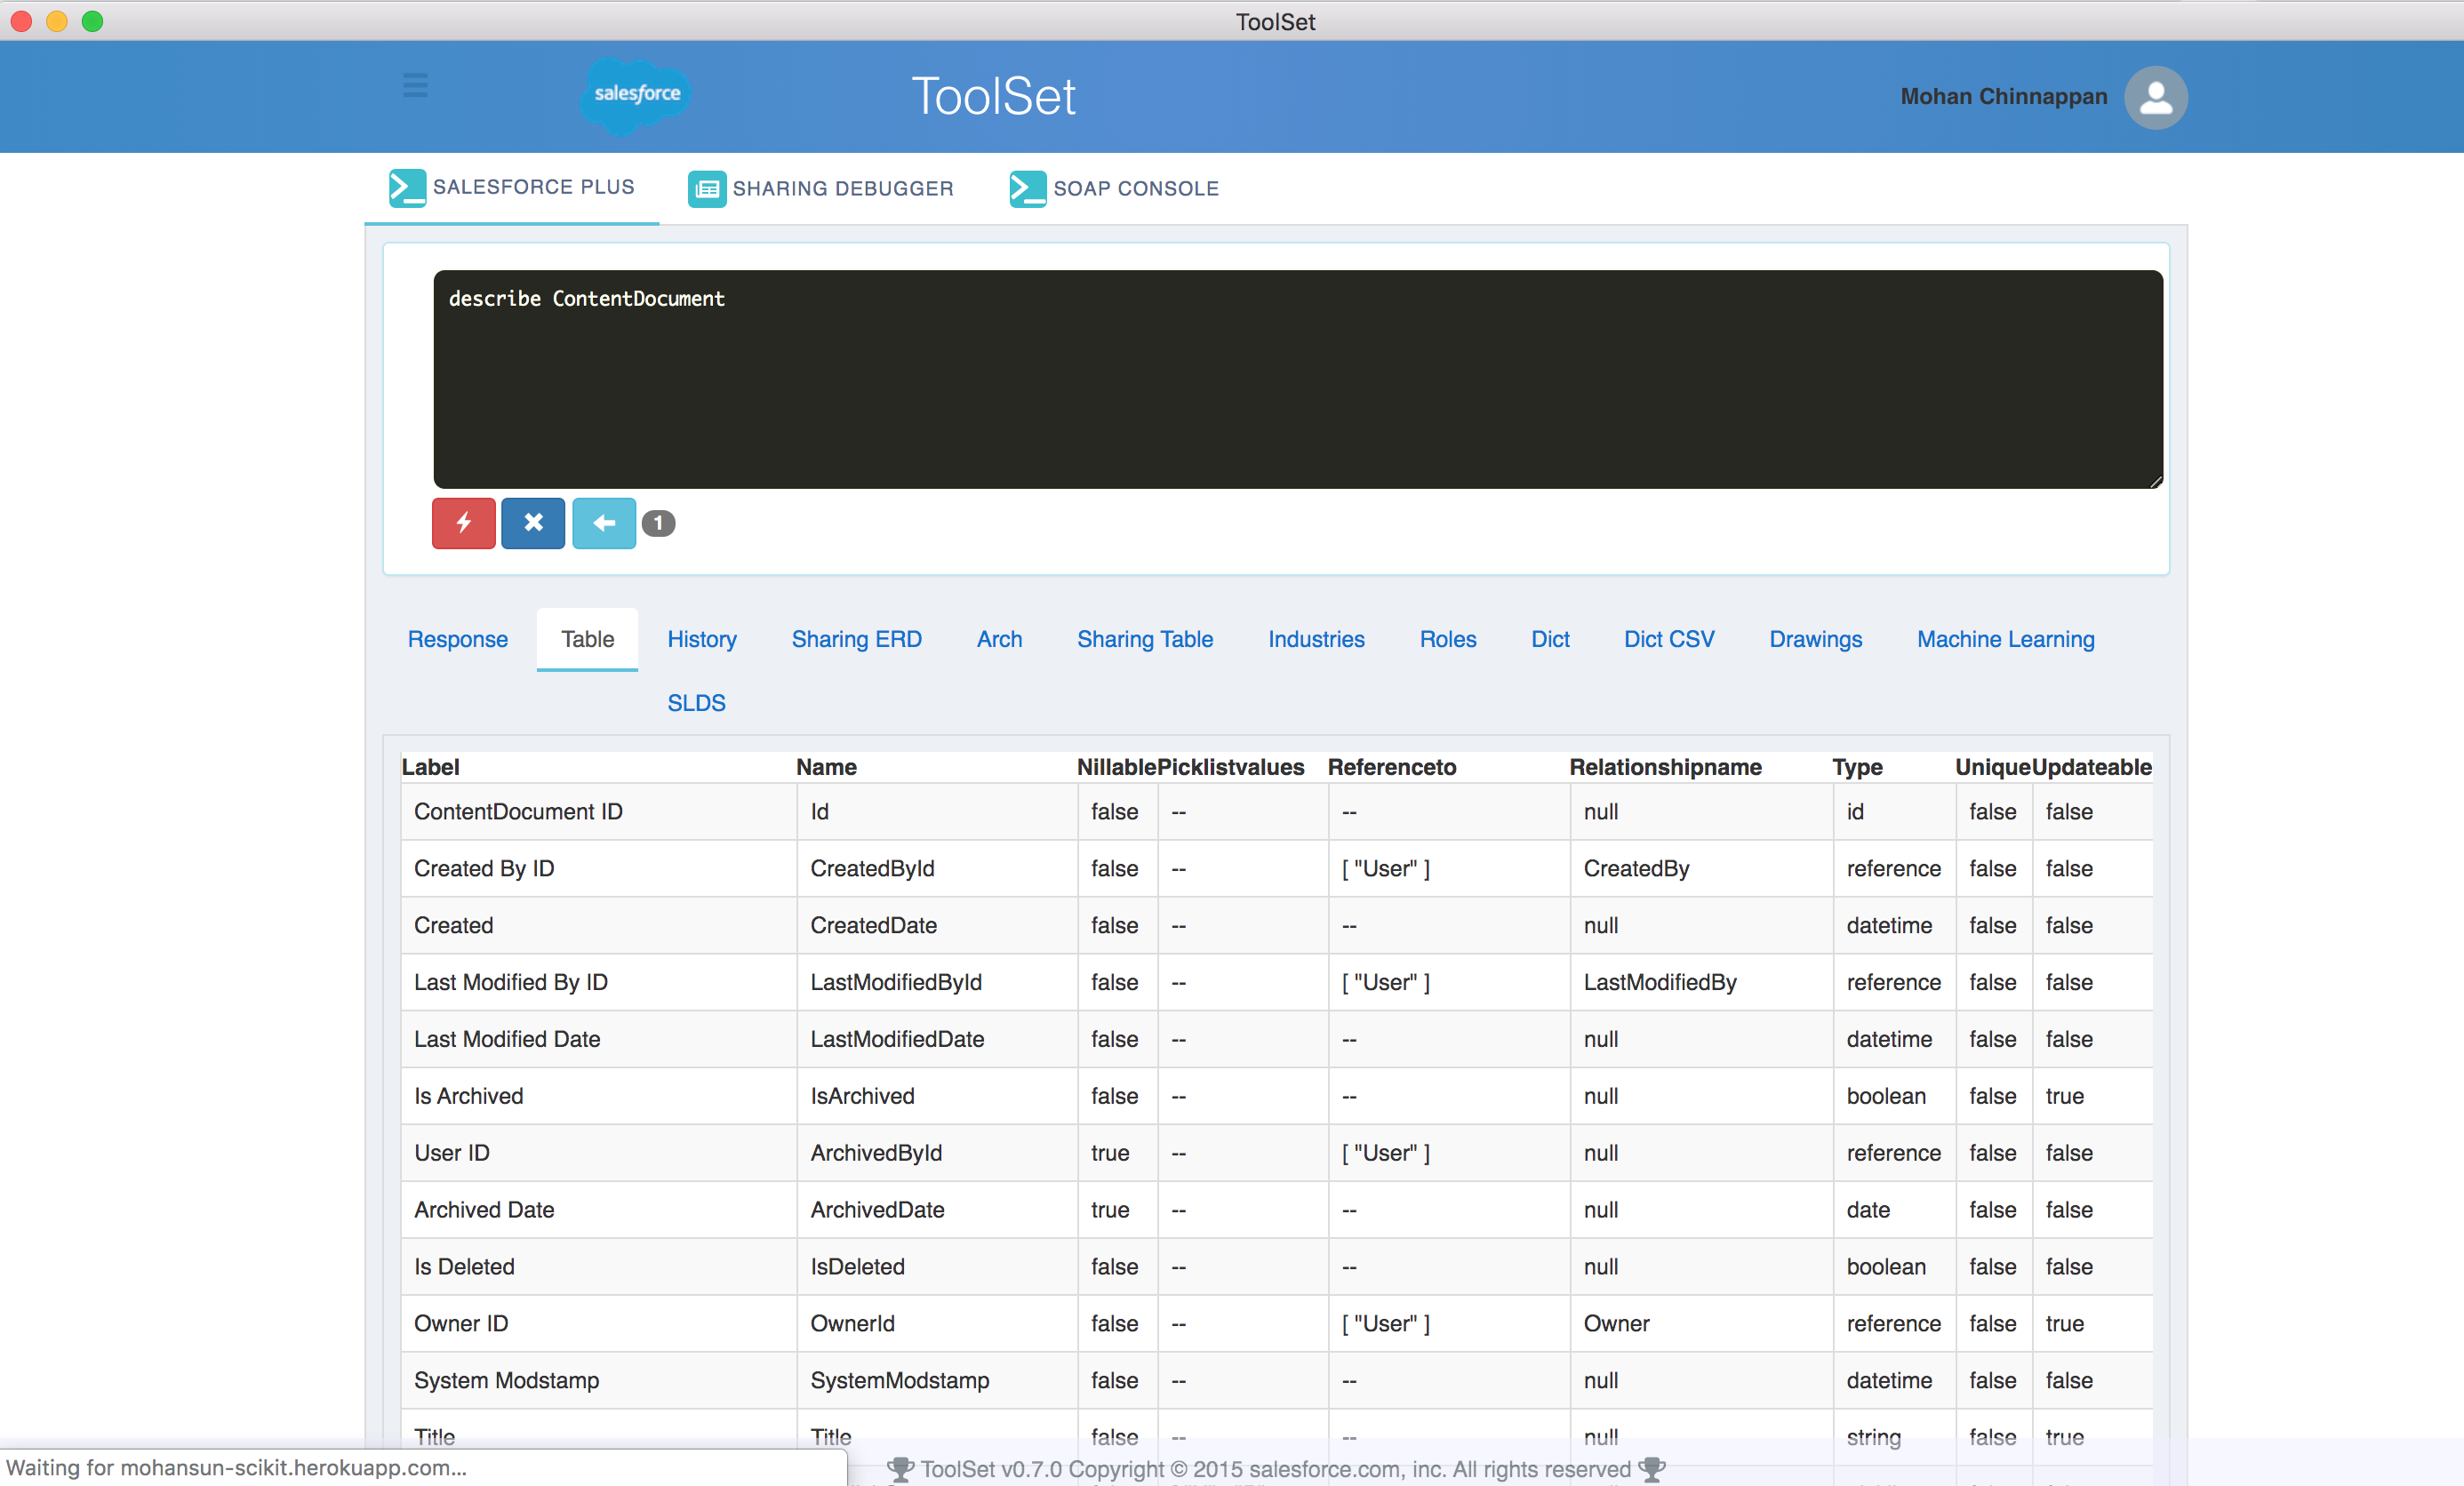 ToolSet
salesforce
ToolSet
Mohan Chinnappan
SALESFORCE PLUS SHARING DEBUGGER SOAP CONSOLE
describe ContentDocument
1
Response Table History Sharing ERD Arch Sharing Table Industries Roles Dict Dict CSV Drawings Machine Learning
SLDS
Label Name Nillable Picklistvalues Referenceto Relationshipname Type Unique Updateable
ContentDocument ID Id false -- -- null id false false
Created By ID CreatedById false -- [ "User" ] CreatedBy reference false false
Created CreatedDate false -- -- null datetime false false
Last Modified By ID LastModifiedById false -- [ "User" ] LastModifiedBy reference false false
Last Modified Date LastModifiedDate false -- -- null datetime false false
Is Archived IsArchived false -- -- null boolean false true
User ID ArchivedById true -- [ "User" ] null reference false false
Archived Date ArchivedDate true -- -- null date false false
Is Deleted IsDeleted false -- -- null boolean false false
Owner ID OwnerId false -- [ "User" ] Owner reference false true
System Modstamp SystemModstamp false -- -- null datetime false false
Title Title false -- -- null string false true
Waiting for mohansun-scikit.herokuapp.com...
ToolSet v0.7.0 Copyright © 2015 salesforce.com, inc. All rights reserved